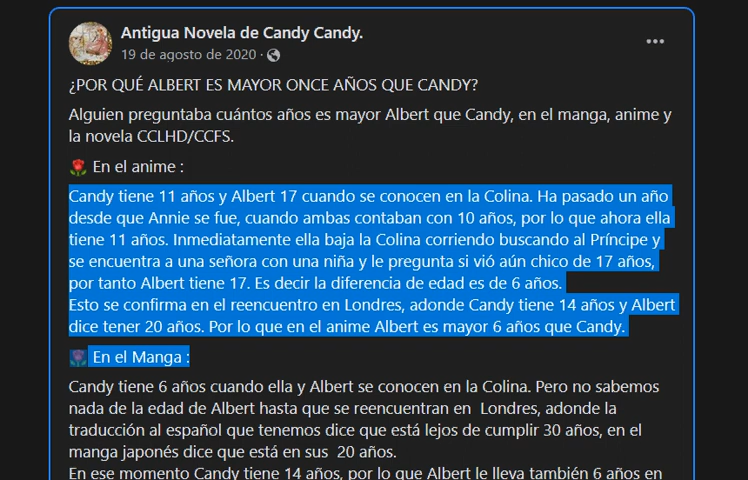 Antigua Novela de Candy Candy.
19 de agosto de 2020 ·
¿POR QUÉ ALBERT ES MAYOR ONCE AÑOS QUE CANDY?
Alguien preguntaba cuántos años es mayor Albert que Candy, en el manga, anime y
la novela CCLHD/CCFS.
🌹 En el anime :
Candy tiene 11 años y Albert 17 cuando se conocen en la Colina. Ha pasado un año
desde que Annie se fue, cuando ambas contaban con 10 años, por lo que ahora ella
tiene 11 años. Inmediatamente ella baja la Colina corriendo buscando al Príncipe y
se encuentra a una señora con una niña y le pregunta si vió aún chico de 17 años,
por tanto Albert tiene 17. Es decir la diferencia de edad es de 6 años.
Esto se confirma en el reencuentro en Londres, adonde Candy tiene 14 años y Albert
dice tener 20 años. Por lo que en el anime Albert es mayor 6 años que Candy.
🌹 En el Manga :
Candy tiene 6 años cuando ella y Albert se conocen en la Colina. Pero no sabemos
nada de la edad de Albert hasta que se reencuentran en Londres, adonde la
traducción al español que tenemos dice que está lejos de cumplir 30 años, en el
manga japonés dice que está en sus 20 años.
En ese momento Candy tiene 14 años, por lo que Albert le lleva también 6 años en